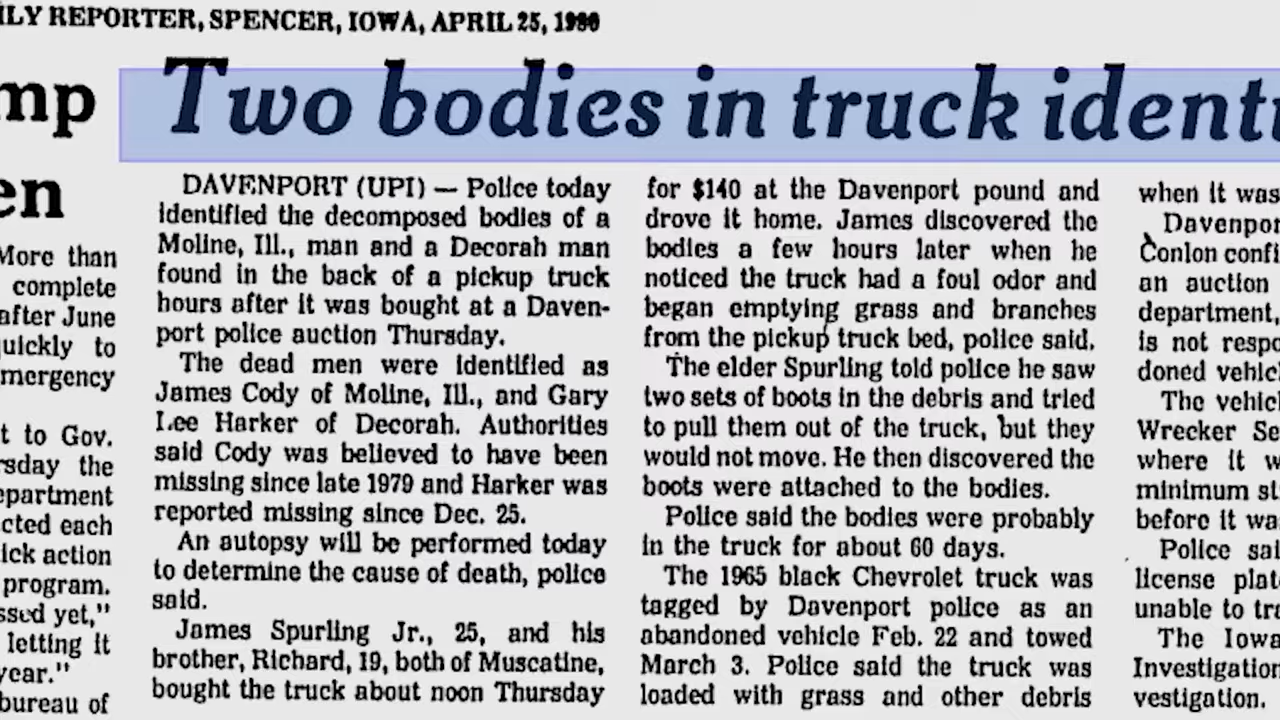 ILY REPORTER, SPENCER, IOWA, APRIL 25, 1980
mp
en
More than
complete
after June
quickly to
mergency
t to Gov.
rsday the
epartment
cted each
ick action
program.
ssed yet,"
letting it
year."
bureau of
Two bodies in truck identi
DAVENPORT (UPI) — Police today
identified the decomposed bodies of a
Moline, Ill., man and a Decorah man
found in the back of a pickup truck
hours after it was bought at a Daven-
port police auction Thursday.
The dead men were identified as
James Cody of Moline, Ill., and Gary
Lee Harker of Decorah. Authorities
said Cody was believed to have been
missing since late 1979 and Harker was
reported missing since Dec. 25.
An autopsy will be performed today
to determine the cause of death, police
said.
James Spurling Jr., 25, and his
brother, Richard, 19, both of Muscatine,
bought the truck about noon Thursday
for $140 at the Davenport pound and
drove it home. James discovered the
bodies a few hours later when he
noticed the truck had a foul odor and
began emptying grass and branches
from the pickup truck bed, police said.
The elder Spurling told police he saw
two sets of boots in the debris and tried
to pull them out of the truck, but they
would not move. He then discovered the
boots were attached to the bodies.
Police said the bodies were probably
in the truck for about 60 days.
The 1965 black Chevrolet truck was
tagged by Davenport police as an
abandoned vehicle Feb. 22 and towed
March 3. Police said the truck was
loaded with grass and other debris
when it was
Davenpor
Conlon confi
an auction
department,
is not respo
doned vehicl
The vehicl
Wrecker Se
where it w
minimum st
before it wa
Police sai
license plat
unable to tra
The Iowa
Investigation
vestigation.